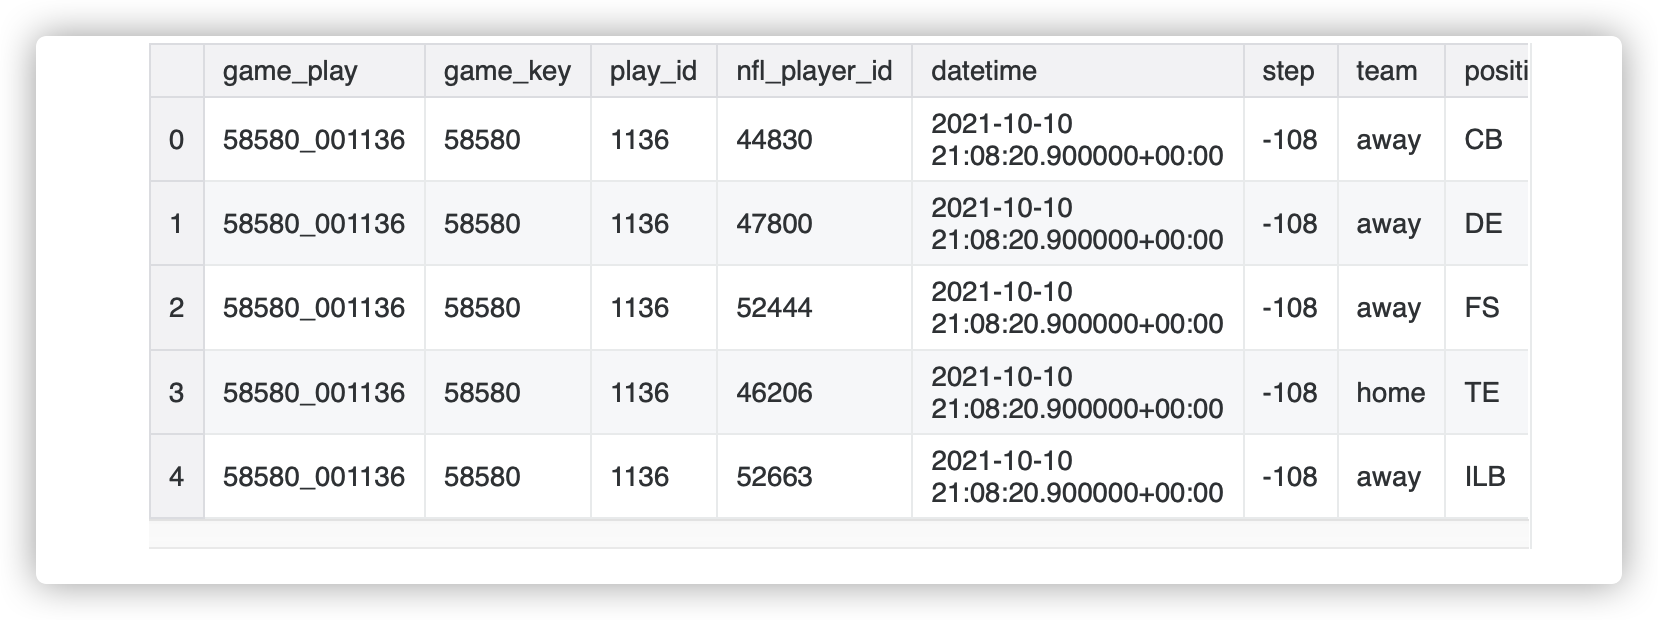 game_play game_key play_id nfl_player_id datetime step team positi
0 58580_001136 58580 1136 44830 2021-10-10 21:08:20.900000+00:00 -108 away CB
1 58580_001136 58580 1136 47800 2021-10-10 21:08:20.900000+00:00 -108 away DE
2 58580_001136 58580 1136 52444 2021-10-10 21:08:20.900000+00:00 -108 away FS
3 58580_001136 58580 1136 46206 2021-10-10 21:08:20.900000+00:00 -108 home TE
4 58580_001136 58580 1136 52663 2021-10-10 21:08:20.900000+00:00 -108 away ILB